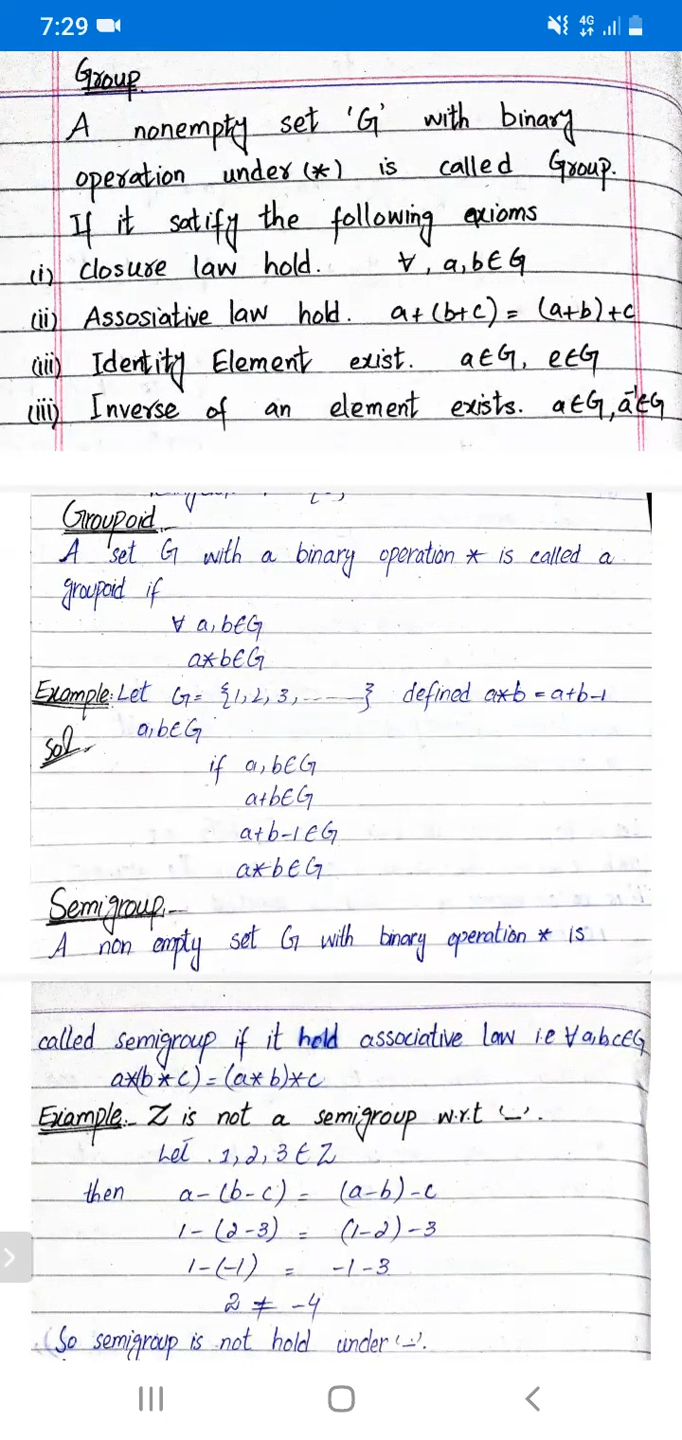 7:29
4G
Group
A nonempty set 'G' with binary
operation under (*) is called Group.
If it satify the following axioms
(i) closure law hold. ∀, a,b∈G
(ii) Assosiative law hold. a+(b+c) = (a+b)+c
(iii) Identity Element exist. a∈G, e∈G
(iiii) Inverse of an element exists. a∈G, a⁻¹∈G
Groupoid
A set G with a binary operation * is called a
groupoid if
∀ a,b∈G
a*b∈G
Example: Let G= {1,2,3,------} defined a*b = a+b-1
Sol a,b∈G
if a,b∈G
a+b∈G
a+b-1∈G
a*b∈G
Semigroup
A non empty set G with binary operation * is
called semigroup if it hold associative law i.e ∀ a,b,c∈G
a*(b*c) = (a*b)*c
Example:- Z is not a semigroup w.r.t '-'.
Let 1,2,3∈Z
then a-(b-c) = (a-b)-c
1-(2-3) = (1-2)-3
1-(-1) = -1-3
2 ≠ -4
So semigroup is not hold under '-'.